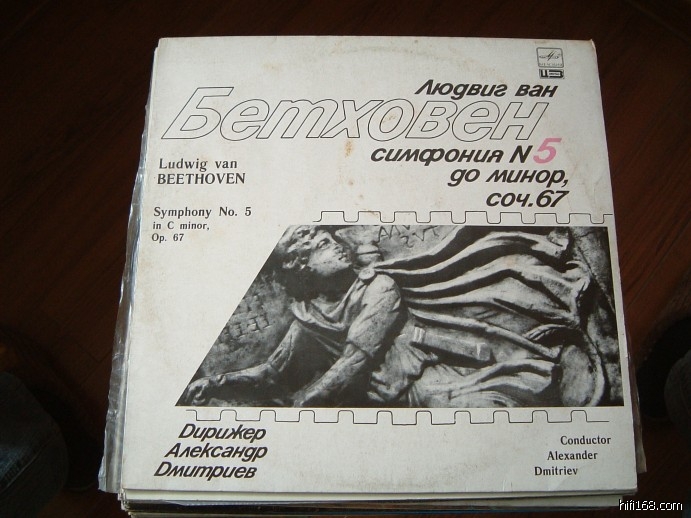 Людвиг ван
Бетховен
симфония N5
до минор,
соч.67
Ludwig van
BEETHOVEN
Symphony No. 5
in C minor,
Op. 67
Дирижер
Александр
Дмитриев
Conductor
Alexander
Dmitriev
hifi168.com